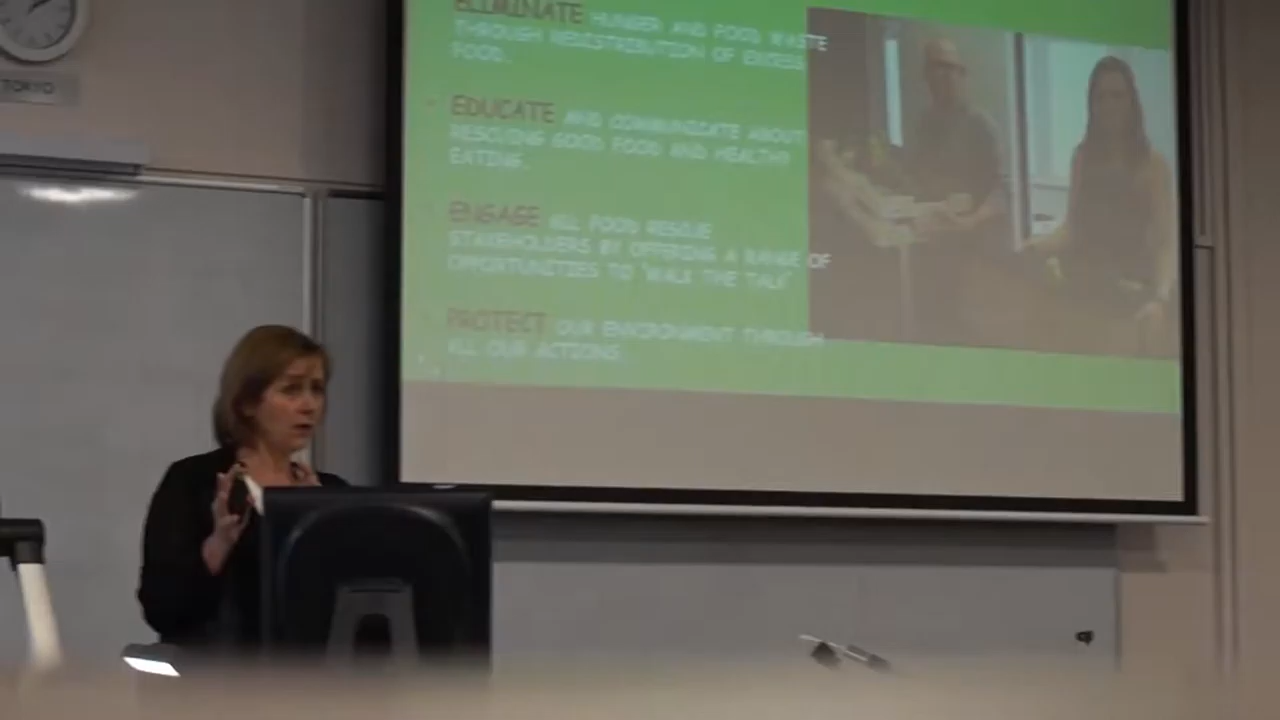 TOKYO
ELIMINATE HUNGER AND FOOD WASTE
THROUGH REDISTRIBUTION OF EXCESS
FOOD.
EDUCATE AND COMMUNICATE ABOUT
RESCUING GOOD FOOD AND HEALTHY
EATING.
ENGAGE ALL FOOD RESCUE
STAKEHOLDERS BY OFFERING A RANGE OF
OPPORTUNITIES TO 'WALK THE TALK'
PROTECT OUR ENVIRONMENT THROUGH
ALL OUR ACTIONS.